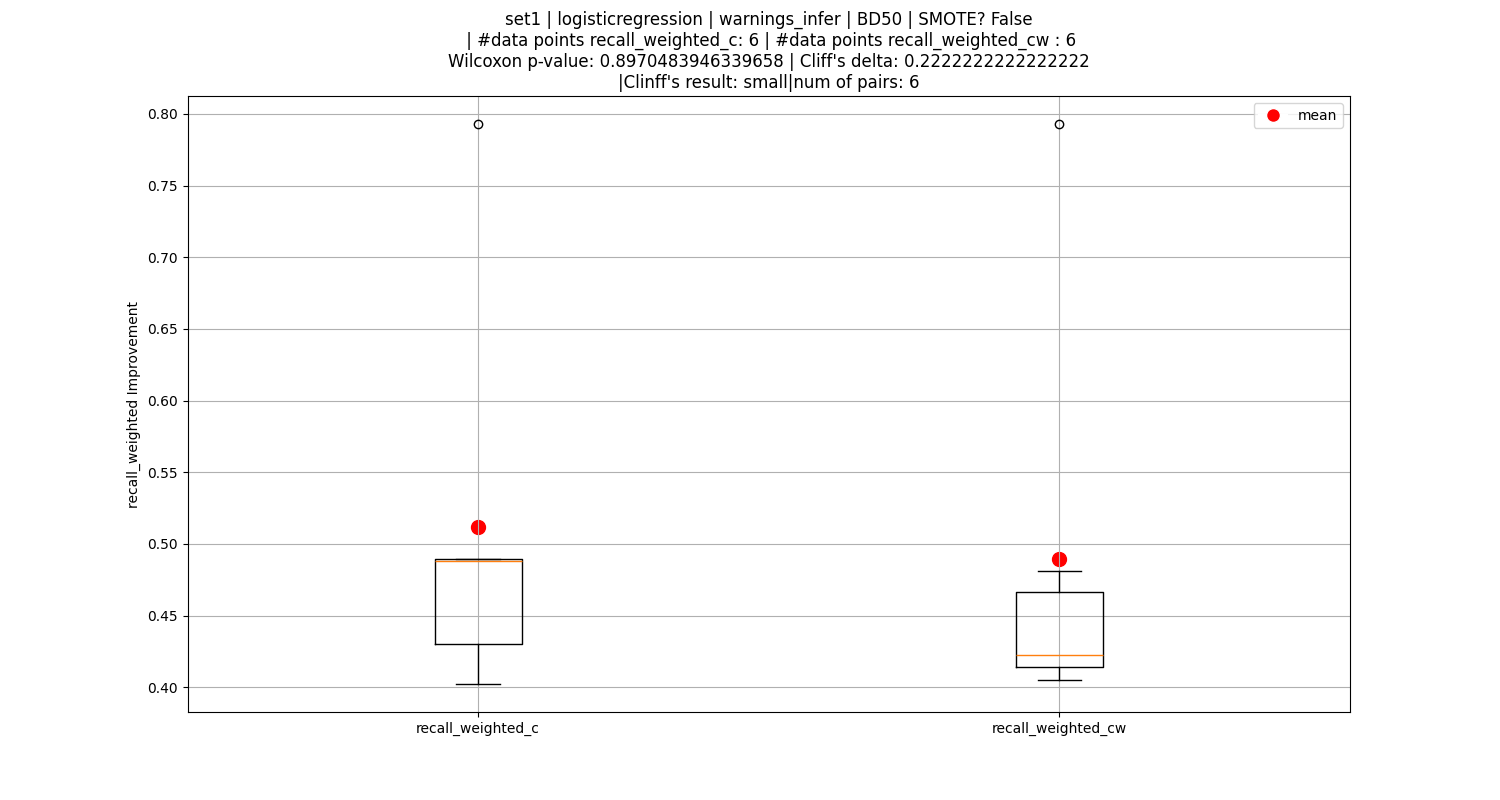 set1 | logisticregression | warnings_infer | BD50 | SMOTE? False
| #data points recall_weighted_c: 6 | #data points recall_weighted_cw : 6
Wilcoxon p-value: 0.8970483946339658 | Cliff's delta: 0.2222222222222222
|Clinff's result: small|num of pairs: 6
mean
recall_weighted Improvement
0.80
0.75
0.70
0.65
0.60
0.55
0.50
0.45
0.40
recall_weighted_c
recall_weighted_cw